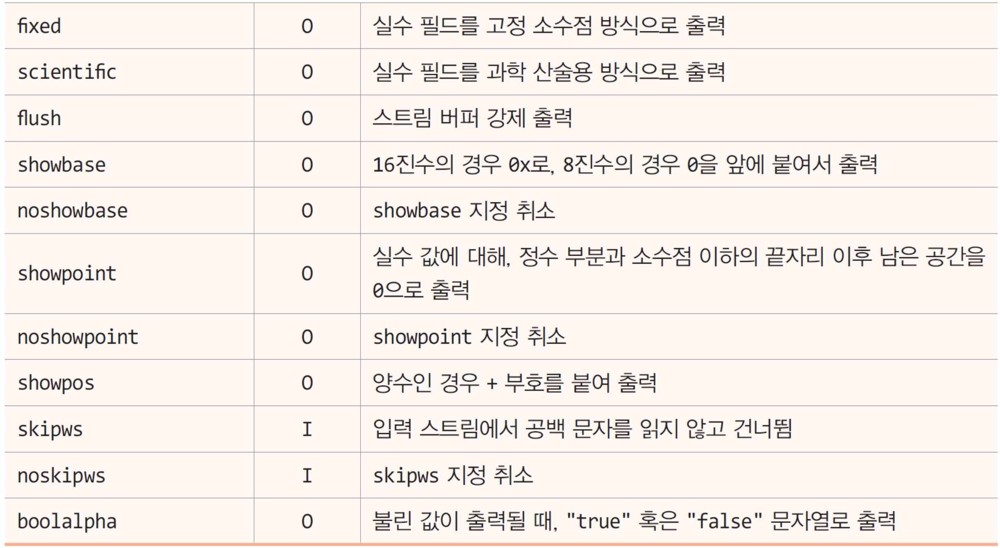 fixed O 실수 필드를 고정 소수점 방식으로 출력
scientific O 실수 필드를 과학 산술용 방식으로 출력
flush O 스트림 버퍼 강제 출력
showbase O 16진수의 경우 0x로, 8진수의 경우 0을 앞에 붙여서 출력
noshowbase O showbase 지정 취소
showpoint O 실수 값에 대해, 정수 부분과 소수점 이하의 끝자리 이후 남은 공간을
0으로 출력
noshowpoint O showpoint 지정 취소
showpos O 양수인 경우 + 부호를 붙여 출력
skipws I 입력 스트림에서 공백 문자를 읽지 않고 건너뜀
noskipws I skipws 지정 취소
boolalpha O 불린 값이 출력될 때, "true" 혹은 "false" 문자열로 출력